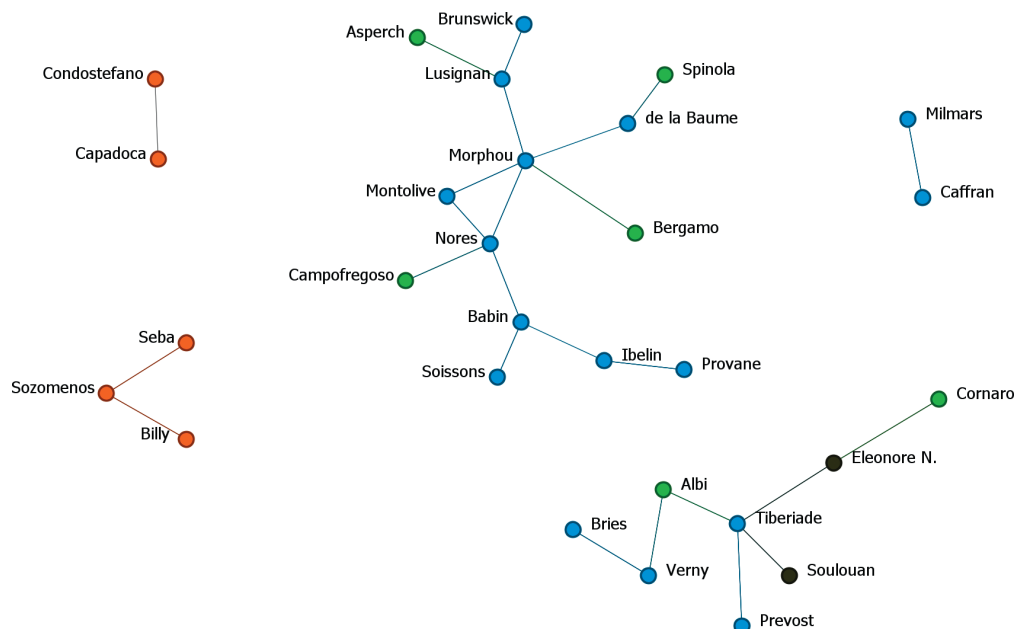 Brunswick
Asperch
Condostefano
Lusignan
Spinola
de la Baume
Milmars
Capadoca
Morphou
Montolive
Caffran
Bergamo
Nores
Campofregoso
Babin
Seba
Ibelin
Provane
Soissons
Sozomenos
Cornaro
Billy
Eleonore N.
Albi
Tiberiade
Bries
Verny
Soulouan
Prevost